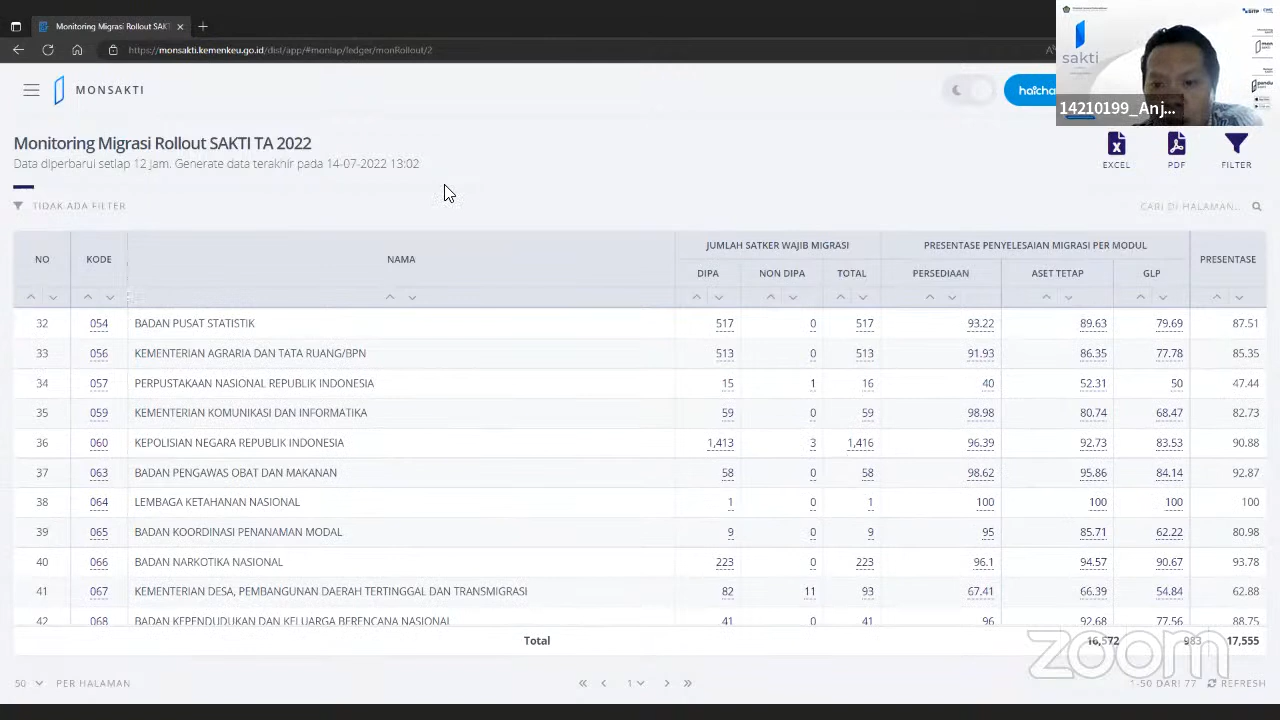 Monitoring Migrasi Rollout SAKT
https://monsakti.kemenkeu.go.id/dist/app/#monlap/ledger/monRollout/2
sakti
14210199_Anj...
MONSAKTI
Monitoring Migrasi Rollout SAKTI TA 2022
Data diperbarui setiap 12 jam. Generate data terakhir pada 14-07-2022 13:02
EXCEL PDF FILTER
TIDAK ADA FILTER CARI DI HALAMAN...
NO KODE NAMA JUMLAH SATKER WAJIB MIGRASI PRESENTASE PENYELESAIAN MIGRASI PER MODUL PRESENTASE
DIPA NON DIPA TOTAL PERSEDIAAN ASET TETAP GLP
32 054 BADAN PUSAT STATISTIK 517 0 517 93.22 89.63 79.69 87.51
33 056 KEMENTERIAN AGRARIA DAN TATA RUANG/BPN 513 0 513 91.93 86.35 77.78 85.35
34 057 PERPUSTAKAAN NASIONAL REPUBLIK INDONESIA 15 1 16 40 52.31 50 47.44
35 059 KEMENTERIAN KOMUNIKASI DAN INFORMATIKA 59 0 59 98.98 80.74 68.47 82.73
36 060 KEPOLISIAN NEGARA REPUBLIK INDONESIA 1,413 3 1,416 96.39 92.73 83.53 90.88
37 063 BADAN PENGAWAS OBAT DAN MAKANAN 58 0 58 98.62 95.86 84.14 92.87
38 064 LEMBAGA KETAHANAN NASIONAL 1 0 1 100 100 100 100
39 065 BADAN KOORDINASI PENANAMAN MODAL 9 0 9 95 85.71 62.22 80.98
40 066 BADAN NARKOTIKA NASIONAL 223 0 223 96.1 94.57 90.67 93.78
41 067 KEMENTERIAN DESA, PEMBANGUNAN DAERAH TERTINGGAL DAN TRANSMIGRASI 82 11 93 67.41 66.39 54.84 62.88
42 068 BADAN KEPENDUDUKAN DAN KELUARGA BERENCANA NASIONAL 41 0 41 96 92.68 77.56 88.75
Total 16,572 983 17,555
zoom
50 PER HALAMAN 1 1-50 DARI 77 REFRESH